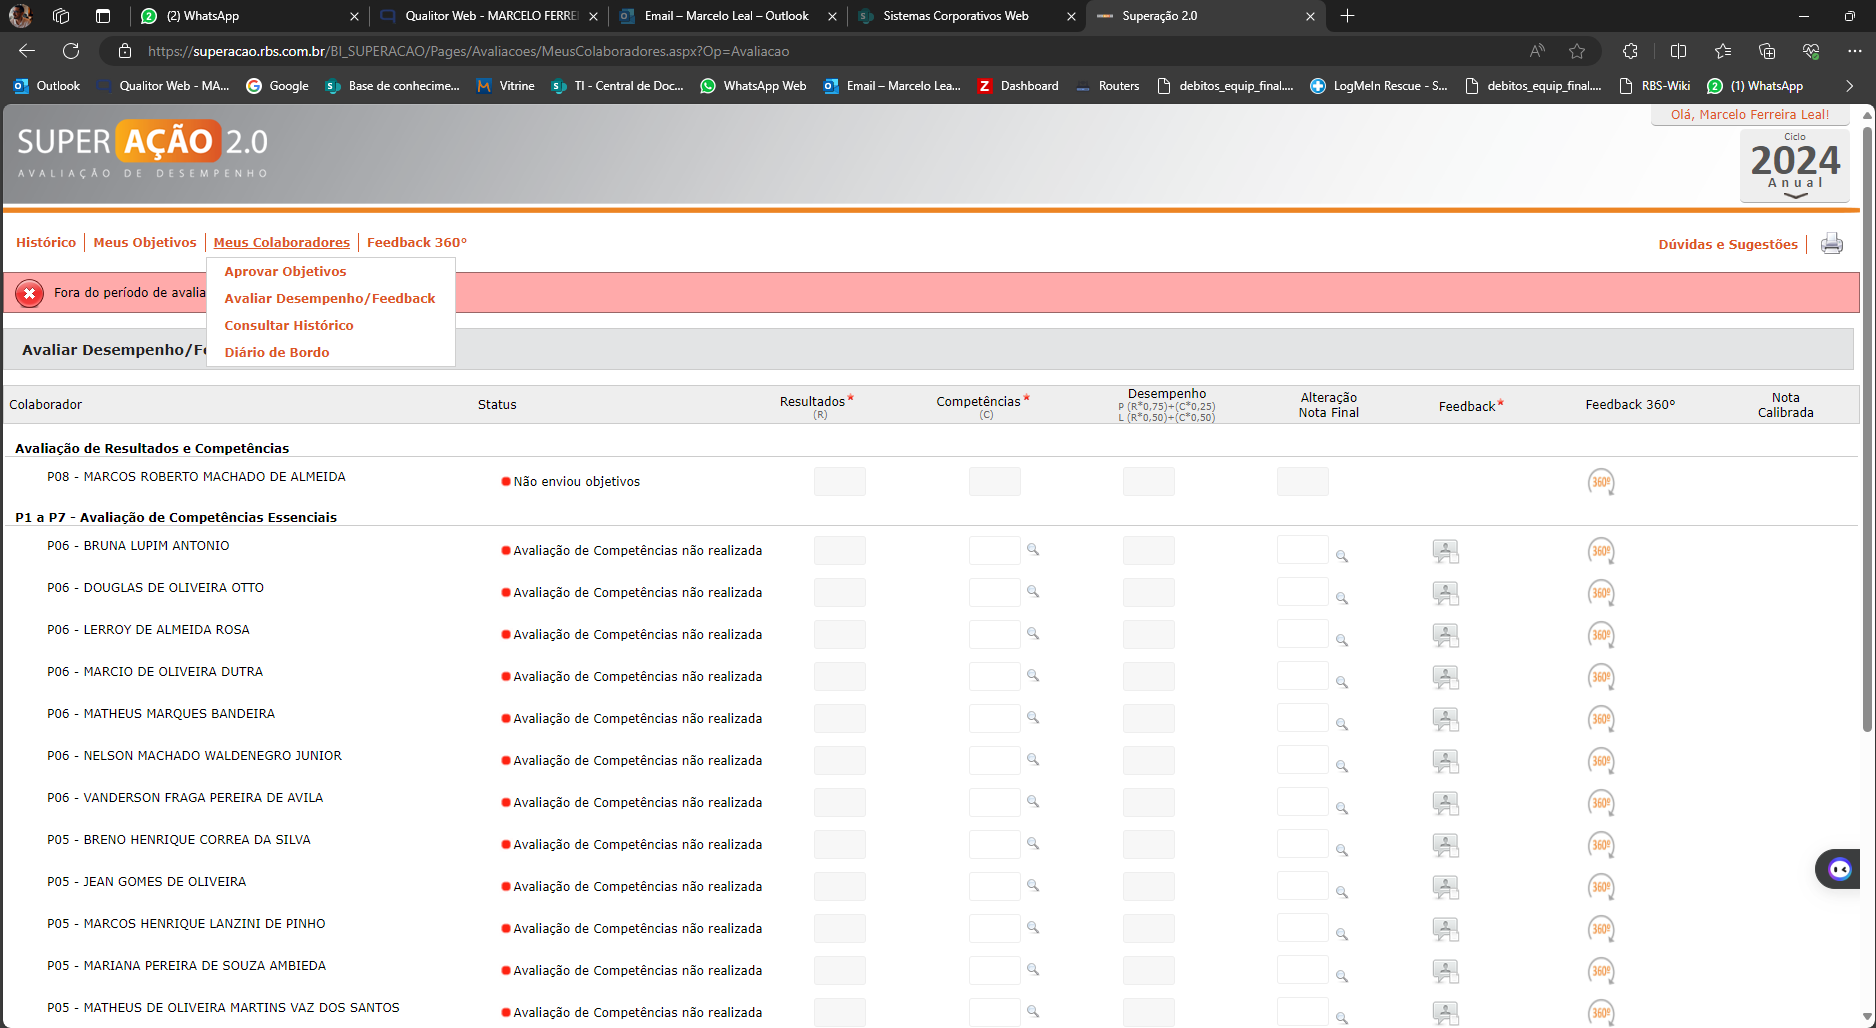 (2) WhatsApp
Qualitor Web - MARCELO FERREI
Email – Marcelo Leal – Outlook
Sistemas Corporativos Web
Superação 2.0
https://superacao.rbs.com.br/BI_SUPERACAO/Pages/Avaliacoes/MeusColaboradores.aspx?Op=Avaliacao
Outlook
Qualitor Web - MA...
Google
Base de conhecime...
Vitrine
TI - Central de Doc...
WhatsApp Web
Email – Marcelo Lea...
Dashboard
Routers
debitos_equip_final....
LogMeIn Rescue - S...
debitos_equip_final....
RBS-Wiki
(1) WhatsApp
Olá, Marcelo Ferreira Leal!
SUPER AÇÃO 2.0
AVALIAÇÃO DE DESEMPENHO
Ciclo
2024
Anual
Histórico
Meus Objetivos
Meus Colaboradores
Feedback 360°
Dúvidas e Sugestões
Aprovar Objetivos
Avaliar Desempenho/Feedback
Consultar Histórico
Diário de Bordo
Fora do período de avalia
Avaliar Desempenho/Fe
Colaborador
Status
Resultados*
(R)
Competências*
(C)
Desempenho
P (R*0,75)+(C*0,25)
L (R*0,50)+(C*0,50)
Alteração
Nota Final
Feedback*
Feedback 360°
Nota
Calibrada
Avaliação de Resultados e Competências
P08 - MARCOS ROBERTO MACHADO DE ALMEIDA
Não enviou objetivos
360º
P1 a P7 - Avaliação de Competências Essenciais
P06 - BRUNA LUPIM ANTONIO
Avaliação de Competências não realizada
360º
P06 - DOUGLAS DE OLIVEIRA OTTO
Avaliação de Competências não realizada
360º
P06 - LERROY DE ALMEIDA ROSA
Avaliação de Competências não realizada
360º
P06 - MARCIO DE OLIVEIRA DUTRA
Avaliação de Competências não realizada
360º
P06 - MATHEUS MARQUES BANDEIRA
Avaliação de Competências não realizada
360º
P06 - NELSON MACHADO WALDENEGRO JUNIOR
Avaliação de Competências não realizada
360º
P06 - VANDERSON FRAGA PEREIRA DE AVILA
Avaliação de Competências não realizada
360º
P05 - BRENO HENRIQUE CORREA DA SILVA
Avaliação de Competências não realizada
360º
P05 - JEAN GOMES DE OLIVEIRA
Avaliação de Competências não realizada
360º
P05 - MARCOS HENRIQUE LANZINI DE PINHO
Avaliação de Competências não realizada
360º
P05 - MARIANA PEREIRA DE SOUZA AMBIEDA
Avaliação de Competências não realizada
360º
P05 - MATHEUS DE OLIVEIRA MARTINS VAZ DOS SANTOS
Avaliação de Competências não realizada
360º